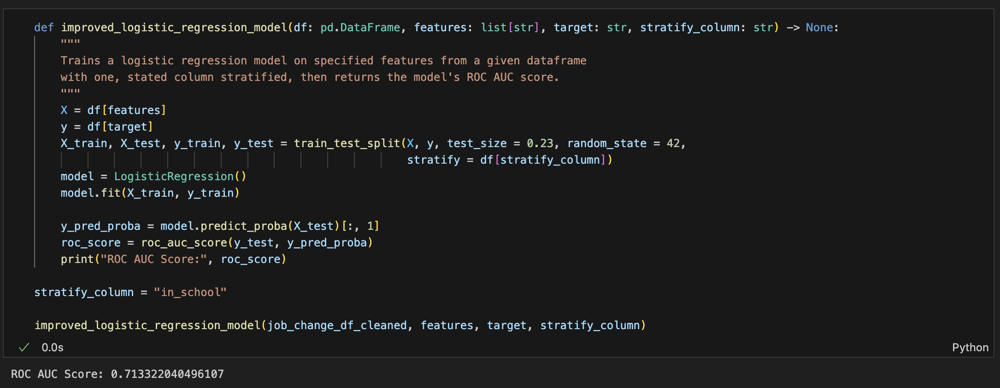 def improved_logistic_regression_model(df: pd.DataFrame, features: list[str], target: str, stratify_column: str) -> None:
"""
Trains a logistic regression model on specified features from a given dataframe
with one, stated column stratified, then returns the model's ROC AUC score.
"""
X = df[features]
y = df[target]
X_train, X_test, y_train, y_test = train_test_split(X, y, test_size = 0.23, random_state = 42,
stratify = df[stratify_column])
model = LogisticRegression()
model.fit(X_train, y_train)
y_pred_proba = model.predict_proba(X_test)[:, 1]
roc_score = roc_auc_score(y_test, y_pred_proba)
print("ROC AUC Score:", roc_score)
stratify_column = "in_school"
improved_logistic_regression_model(job_change_df_cleaned, features, target, stratify_column)
✓ 0.0s Python
ROC AUC Score: 0.713322040496107